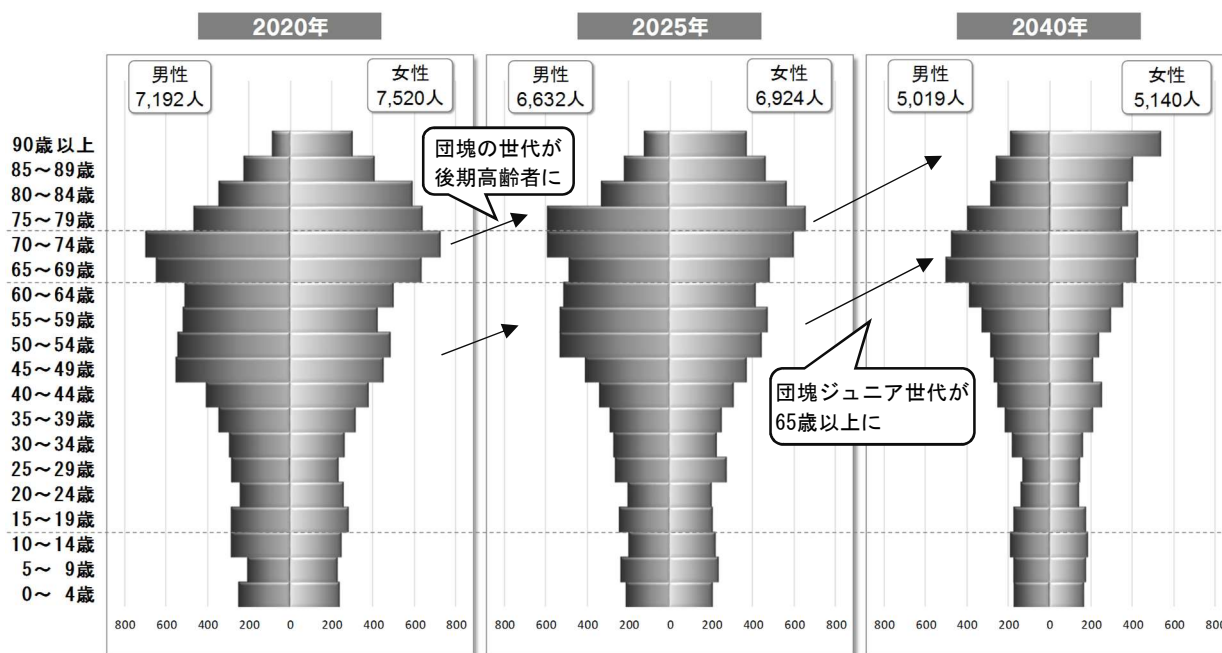 2020年
2025年
2040年
男性
7,192人
女性
7,520人
男性
6,632人
女性
6,924人
男性
5,019人
女性
5,140人
団塊の世代が
後期高齢者に
団塊ジュニア世代が
65歳以上に
90歳以上
85～89歳
80～84歳
75～79歳
70～74歳
65～69歳
60～64歳
55～59歳
50～54歳
45～49歳
40～44歳
35～39歳
30～34歳
25～29歳
20～24歳
15～19歳
10～14歳
5～ 9歳
0～ 4歳
800 600 400 200 0 200 400 600 800
800 600 400 200 0 200 400 600 800
800 600 400 200 0 200 400 600 800